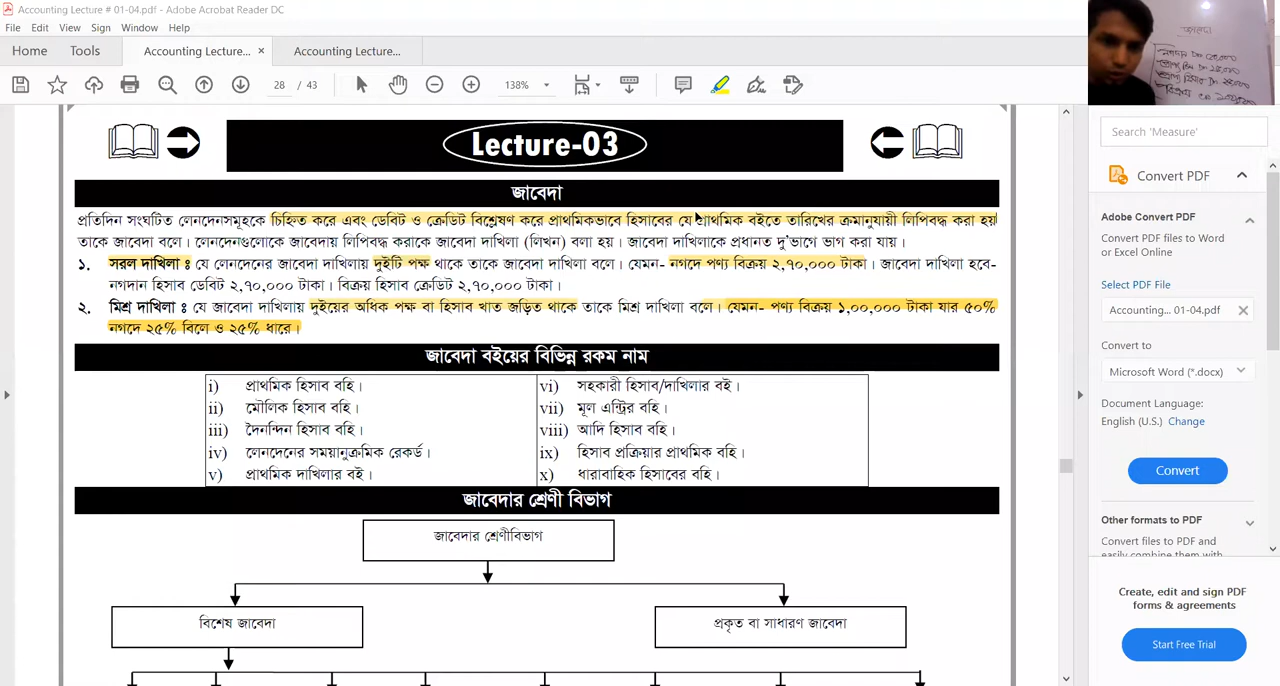 Accounting Lecture # 01-04.pdf - Adobe Acrobat Reader DC
File Edit View Sign Window Help
Home Tools Accounting Lecture... × Accounting Lecture...
28 / 43 138%
Lecture-03
জাবেদা
প্রতিদিন সংঘটিত লেনদেনসমূহকে চিহ্নিত করে এবং ডেবিট ও ক্রেডিট বিশ্লেষণ করে প্রাথমিকভাবে হিসাবের যে প্রাথমিক বইতে তারিখের ক্রমানুযায়ী লিপিবদ্ধ করা হয়
তাকে জাবেদা বলে। লেনদেনগুলোকে জাবেদায় লিপিবদ্ধ করাকে জাবেদা দাখিলা (লিখন) বলা হয়। জাবেদা দাখিলাকে প্রধানত দু'ভাগে ভাগ করা যায়।
১. সরল দাখিলা ঃ যে লেনদেনের জাবেদা দাখিলায় দুইটি পক্ষ থাকে তাকে জাবেদা দাখিলা বলে। যেমন- নগদে পণ্য বিক্রয় ২,৭০,০০০ টাকা। জাবেদা দাখিলা হবে-
নগদান হিসাব ডেবিট ২,৭০,০০০ টাকা। বিক্রয় হিসাব ক্রেডিট ২,৭০,০০০ টাকা।
২. মিশ্র দাখিলা ঃ যে জাবেদা দাখিলায় দুইয়ের অধিক পক্ষ বা হিসাব খাত জড়িত থাকে তাকে মিশ্র দাখিলা বলে। যেমন- পণ্য বিক্রয় ১,০০,০০০ টাকা যার ৫০%
নগদে ২৫% বিলে ও ২৫% ধারে।
জাবেদা বইয়ের বিভিন্ন রকম নাম
i) প্রাথমিক হিসাব বহি।
ii) মৌলিক হিসাব বহি।
iii) দৈনন্দিন হিসাব বহি।
iv) লেনদেনের সময়ানুক্রমিক রেকর্ড।
v) প্রাথমিক দাখিলার বই।
vi) সহকারী হিসাব/দাখিলার বই।
vii) মূল এন্ট্রির বহি।
viii) আদি হিসাব বহি।
ix) হিসাব প্রক্রিয়ার প্রাথমিক বহি।
x) ধারাবাহিক হিসাবের বহি।
জাবেদার শ্রেণী বিভাগ
জাবেদার শ্রেণীবিভাগ
বিশেষ জাবেদা
প্রকৃত বা সাধারণ জাবেদা
Search 'Measure'
Convert PDF
Adobe Convert PDF
Convert PDF files to Word
or Excel Online
Select PDF File
Accounting... 01-04.pdf
Convert to
Microsoft Word (*.docx)
Document Language:
English (U.S.) Change
Convert
Other formats to PDF
Convert files to PDF and
easily combine them with
Create, edit and sign PDF
forms & agreements
Start Free Trial